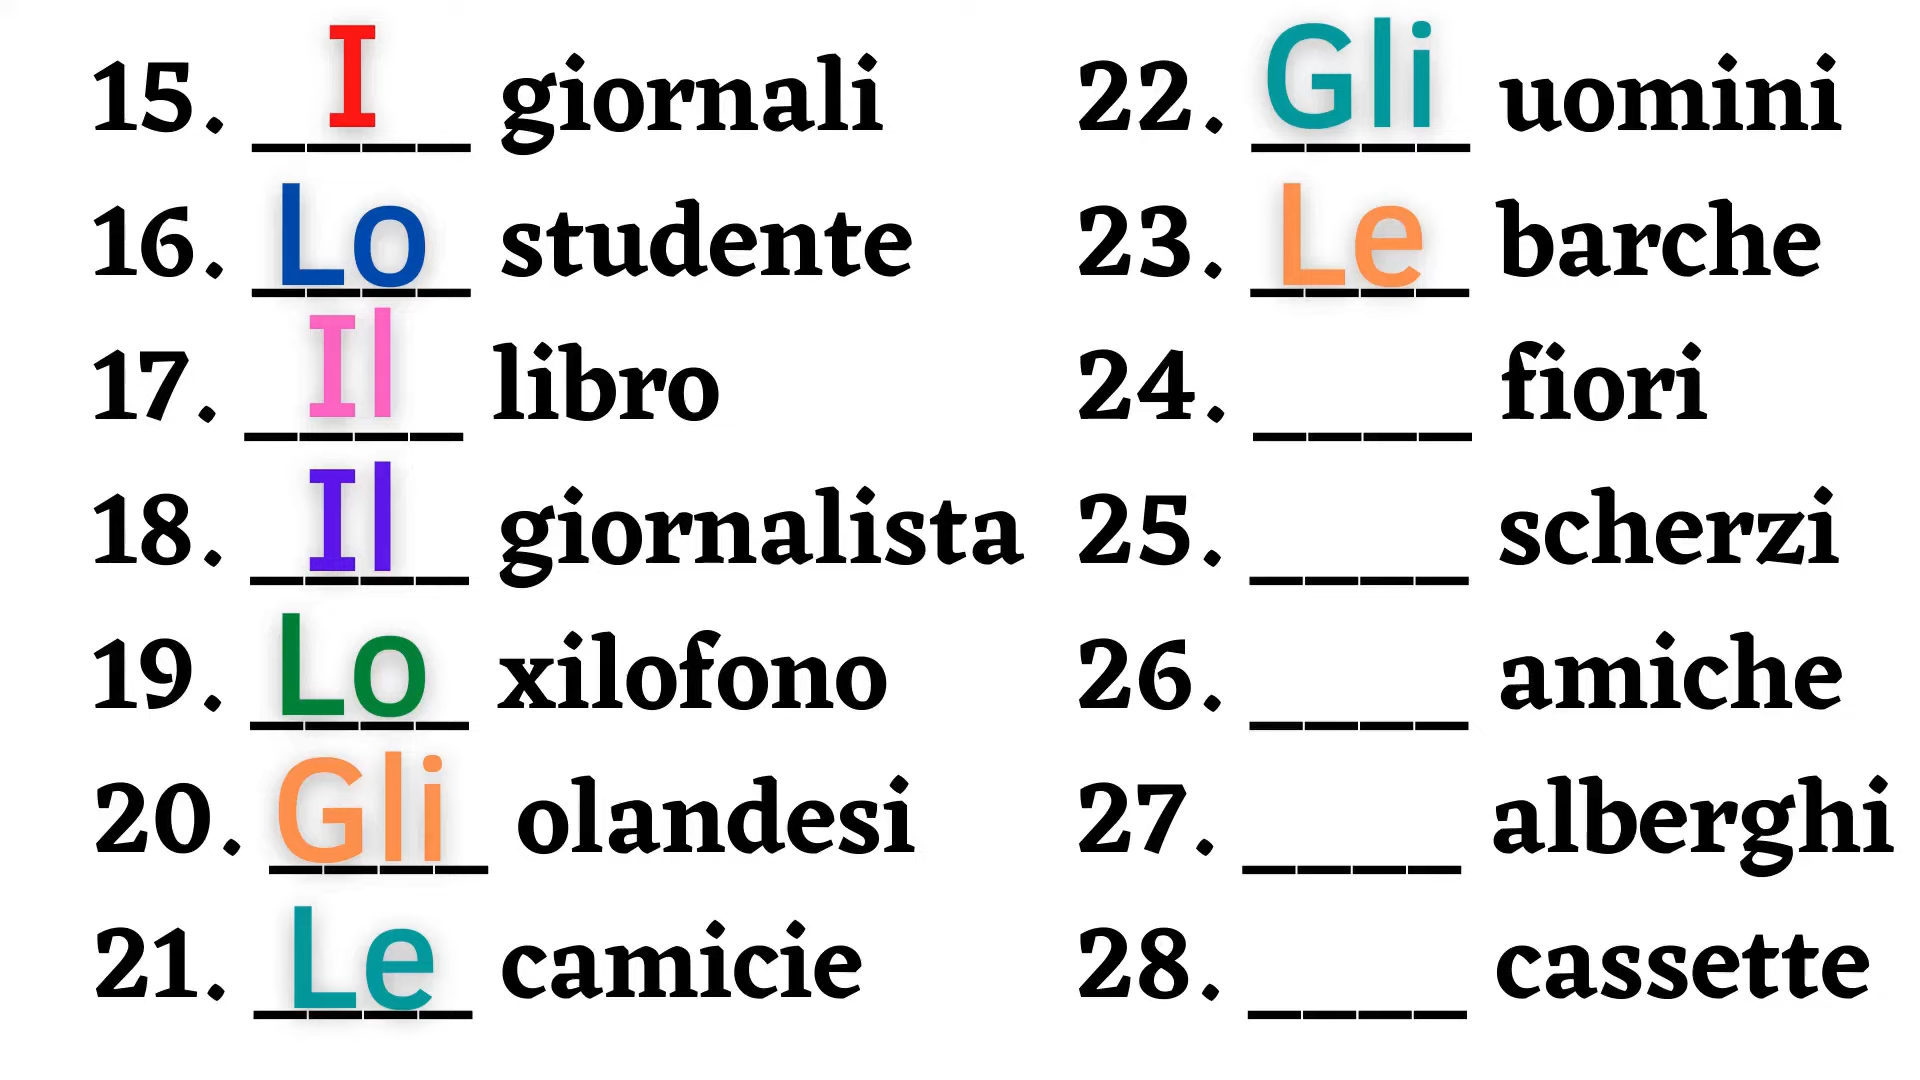 15. I giornali
16. Lo studente
17. Il libro
18. Il giornalista
19. Lo xilofono
20. Gli olandesi
21. Le camicie
22. Gli uomini
23. Le barche
24. ____ fiori
25. ____ scherzi
26. ____ amiche
27. ____ alberghi
28. ____ cassette